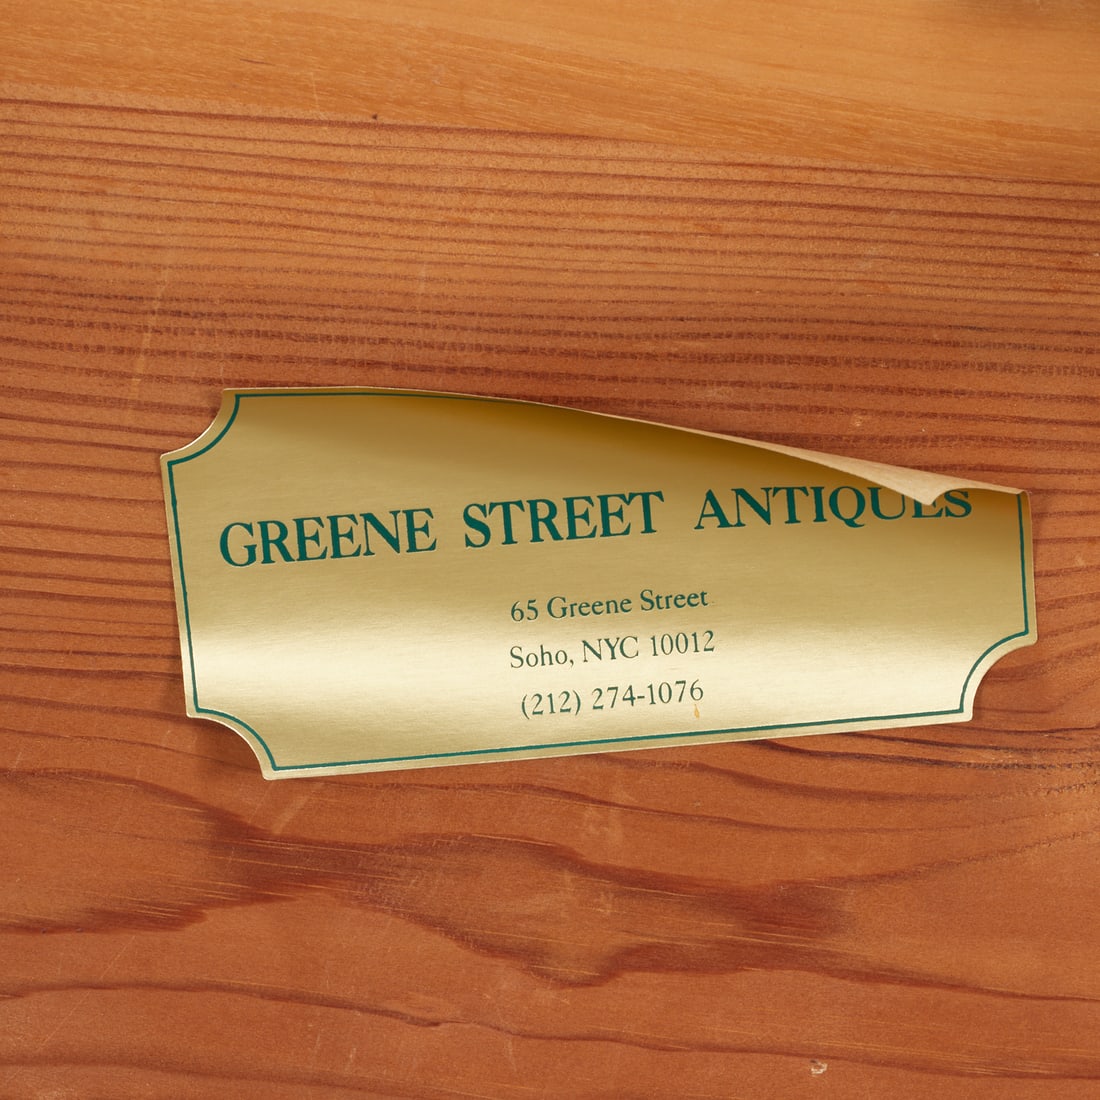 GREENE STREET ANTIQUES
65 Greene Street
Soho, NYC 10012
(212) 274-1076